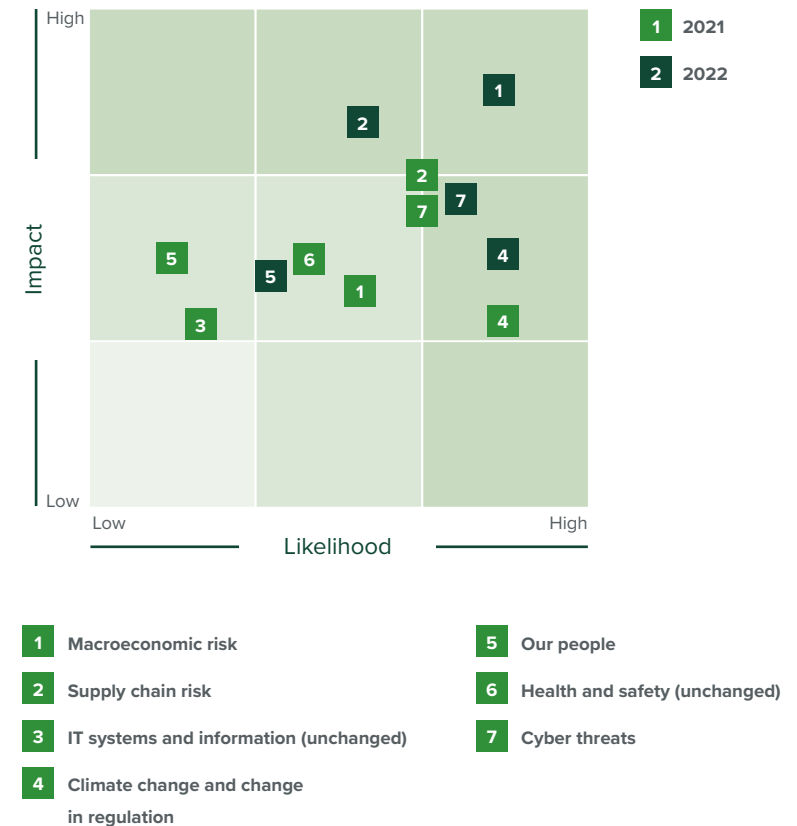 High
1 2021
2 2022
1
2
2
7
7
5
6
4
5
1
3
4
Impact
Low
Low High
Likelihood
1 Macroeconomic risk
2 Supply chain risk
3 IT systems and information (unchanged)
4 Climate change and change
in regulation
5 Our people
6 Health and safety (unchanged)
7 Cyber threats